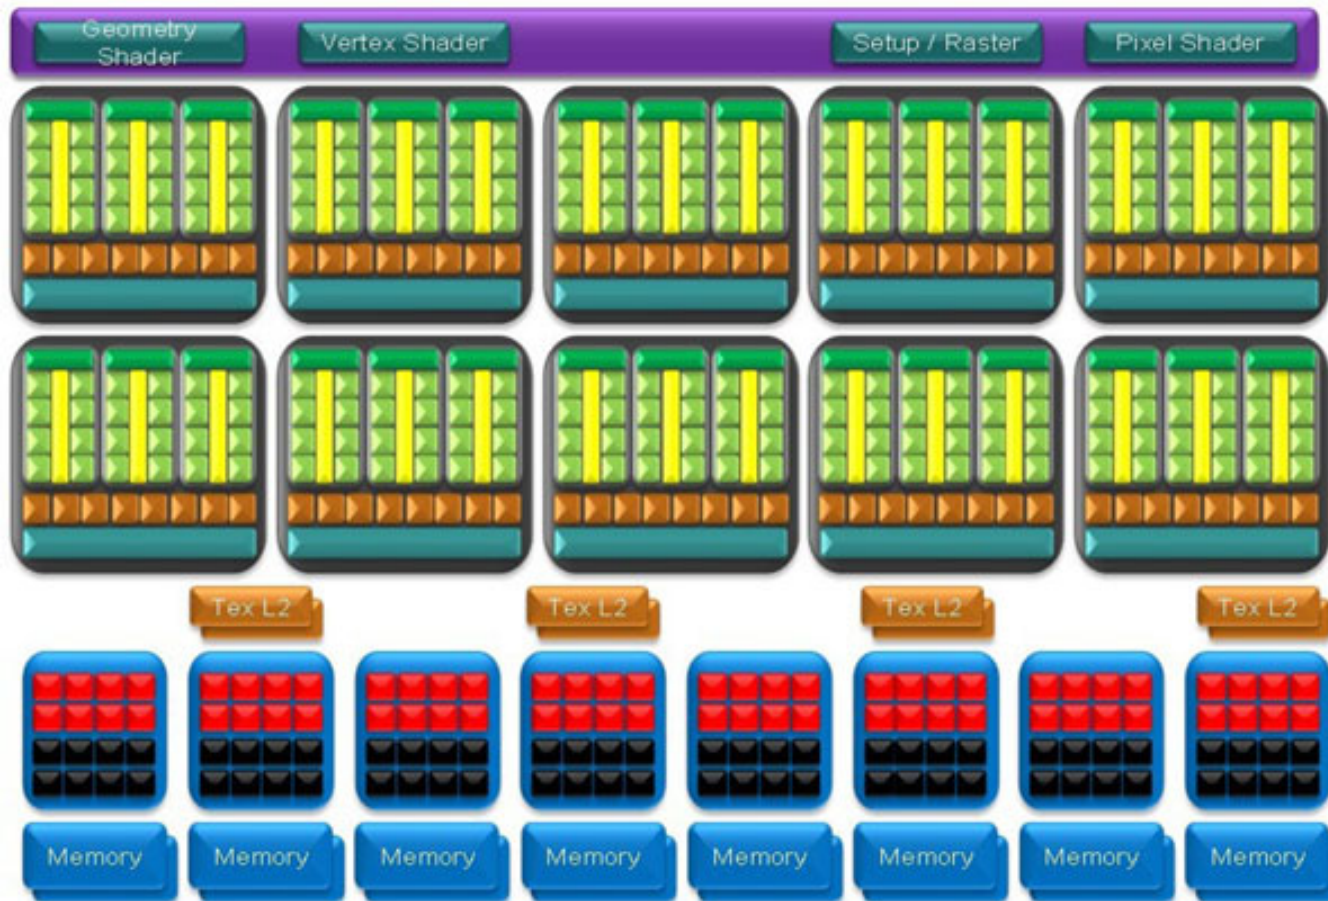 Geometry
Shader
Vertex Shader
Setup / Raster
Pixel Shader
Tex L2
Tex L2
Tex L2
Tex L2
Memory
Memory
Memory
Memory
Memory
Memory
Memory
Memory